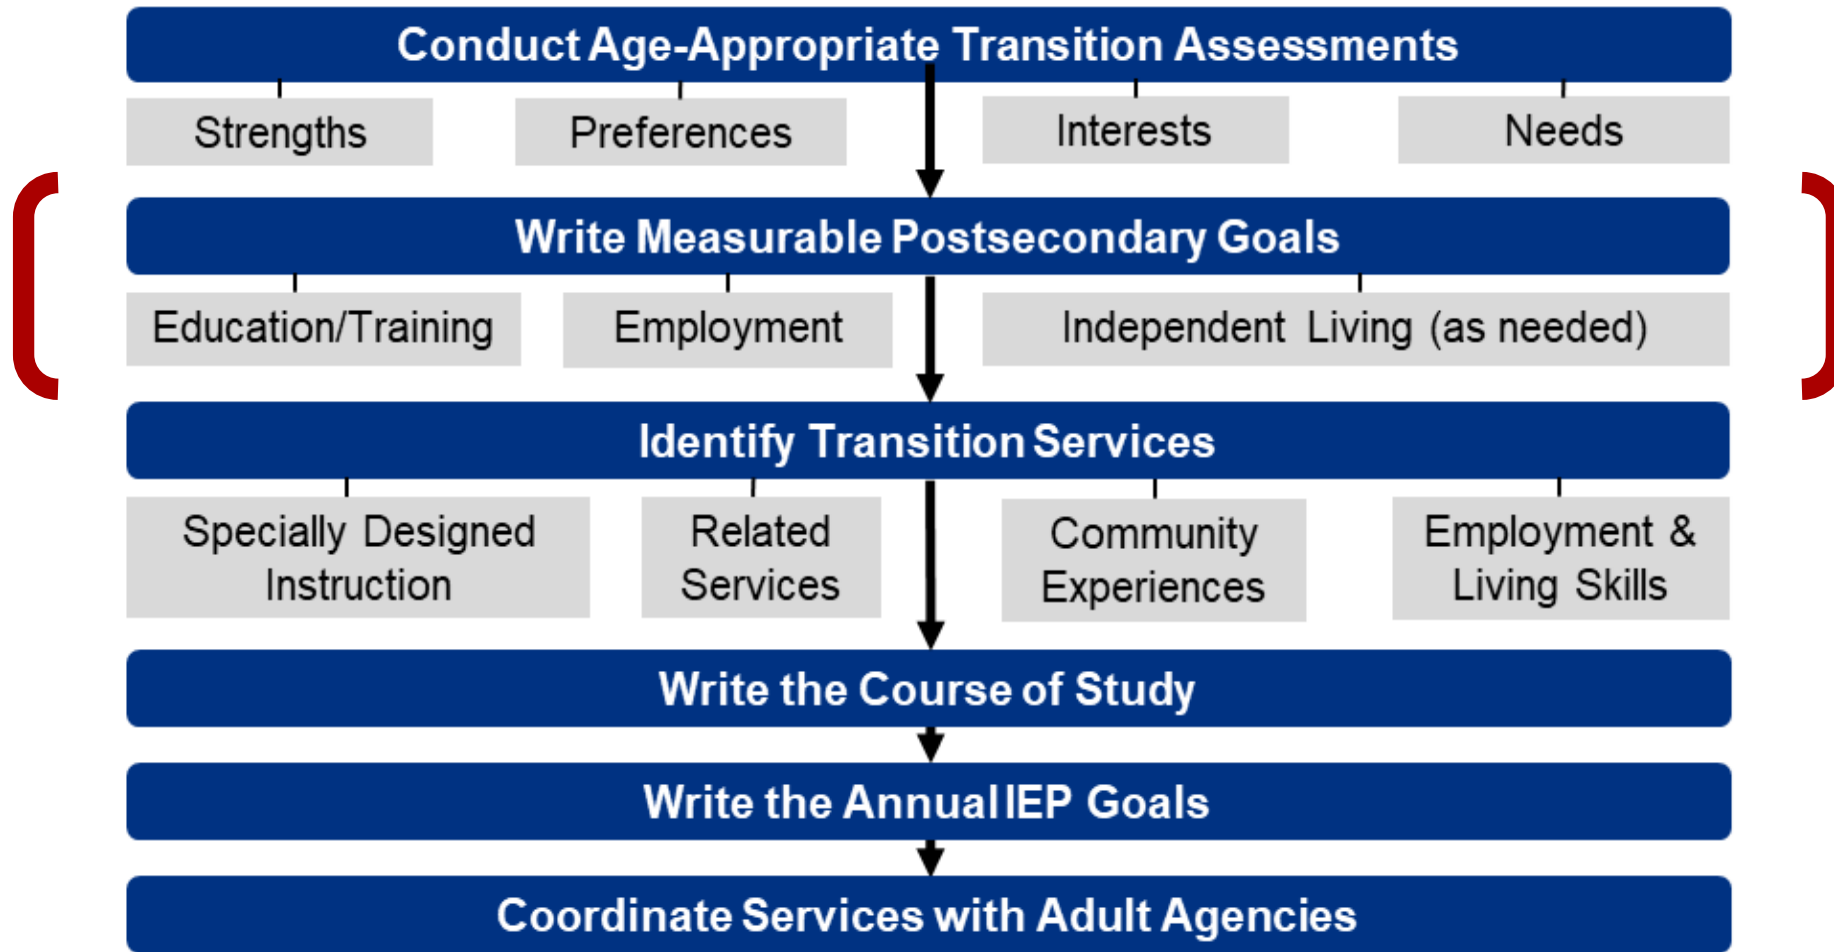 Conduct Age-Appropriate Transition Assessments
Strengths
Preferences
Interests
Needs
Write Measurable Postsecondary Goals
Education/Training
Employment
Independent Living (as needed)
Identify Transition Services
Specially Designed
Instruction
Related
Services
Community
Experiences
Employment &
Living Skills
Write the Course of Study
Write the Annual IEP Goals
Coordinate Services with Adult Agencies